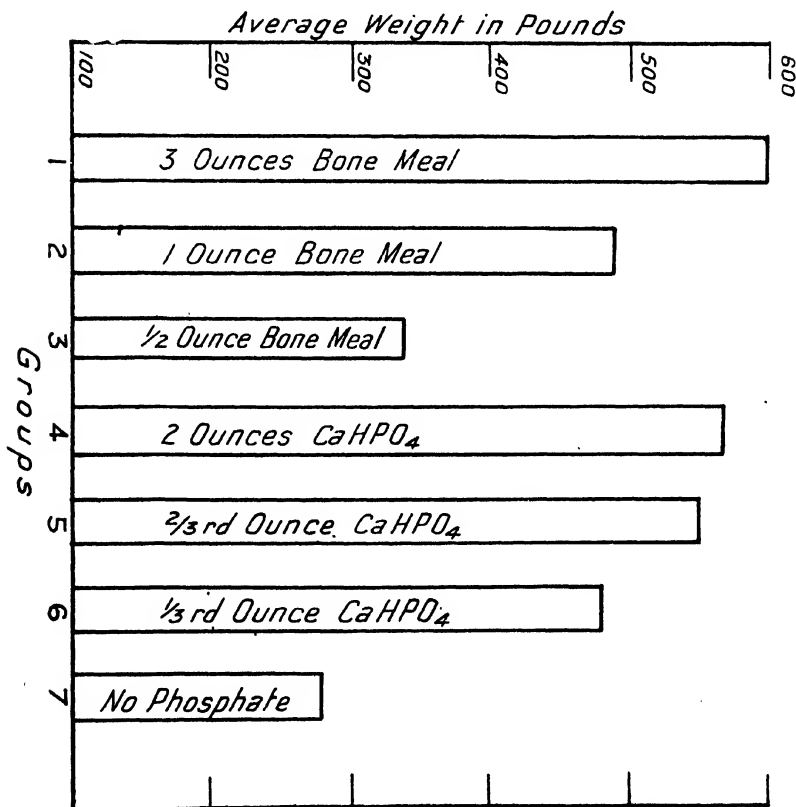 Average Weight in Pounds
100 200 300 400 500 600
1 3 Ounces Bone Meal
2 1 Ounce Bone Meal
3 ½ Ounce Bone Meal
4 2 Ounces CaHPO₄
5 ⅔rd Ounce. CaHPO₄
6 ⅓rd Ounce CaHPO₄
7 No Phosphate
Groups